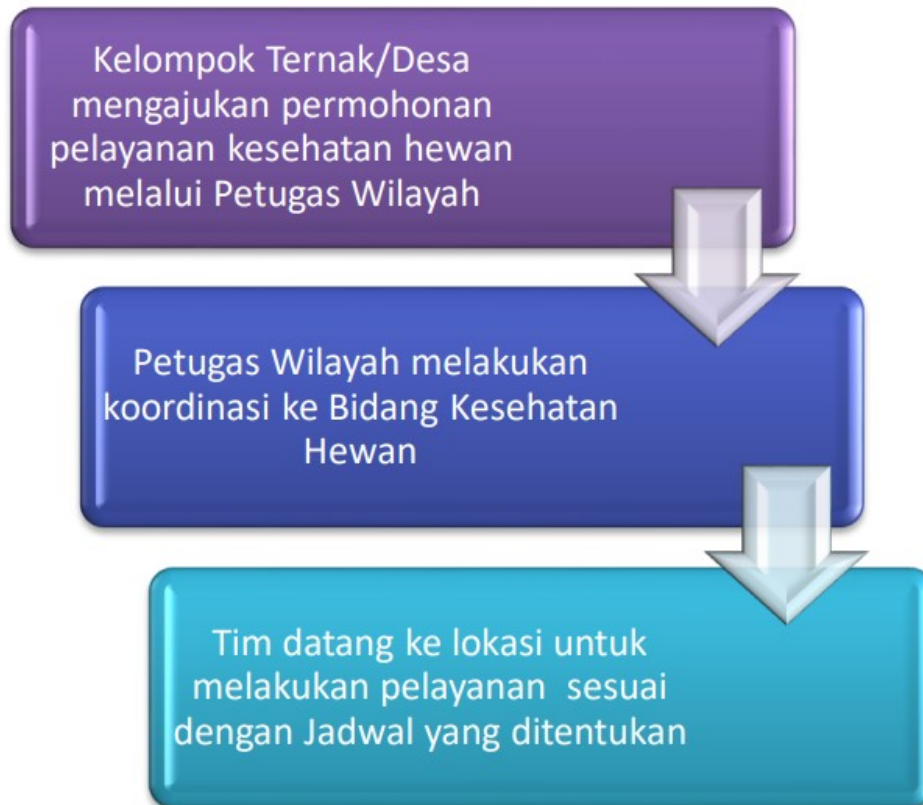 Kelompok Ternak/Desa
mengajukan permohonan
pelayanan kesehatan hewan
melalui Petugas Wilayah
Petugas Wilayah melakukan
koordinasi ke Bidang Kesehatan
Hewan
Tim datang ke lokasi untuk
melakukan pelayanan  sesuai
dengan Jadwal yang ditentukan